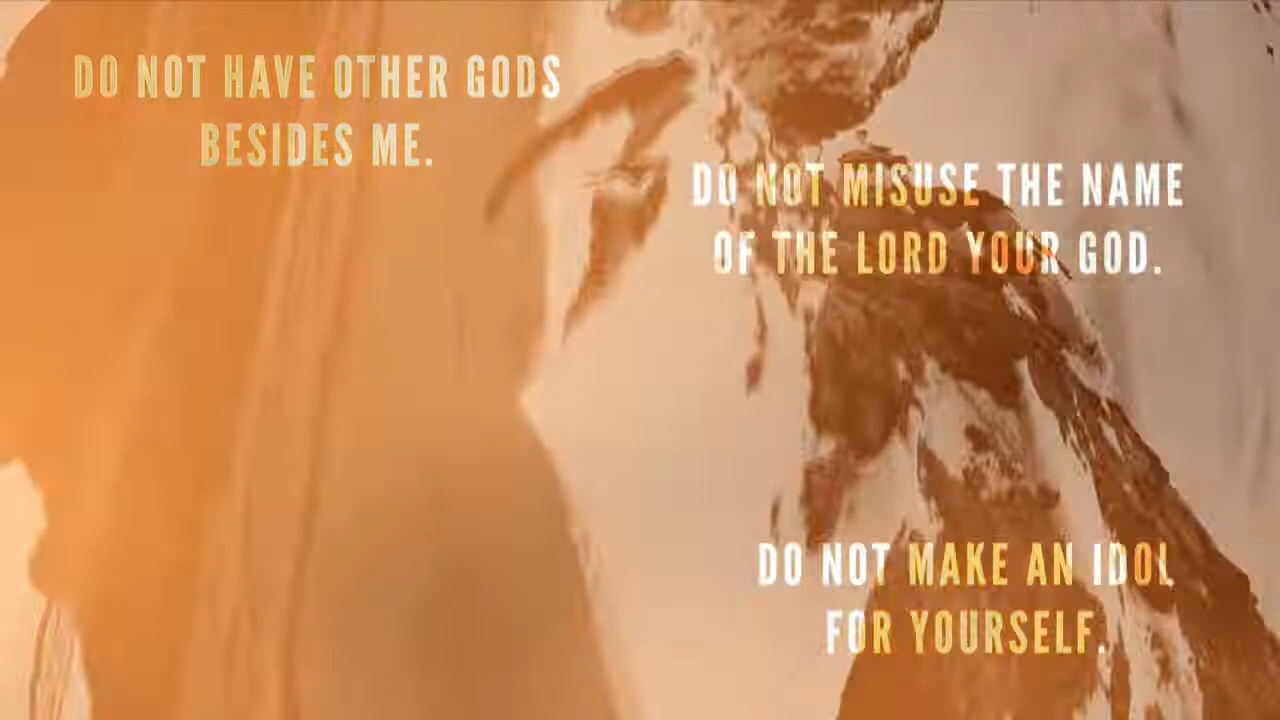 DO NOT HAVE OTHER GODS
BESIDES ME.
DO NOT MISUSE THE NAME
OF THE LORD YOUR GOD.
DO NOT MAKE AN IDOL
FOR YOURSELF.